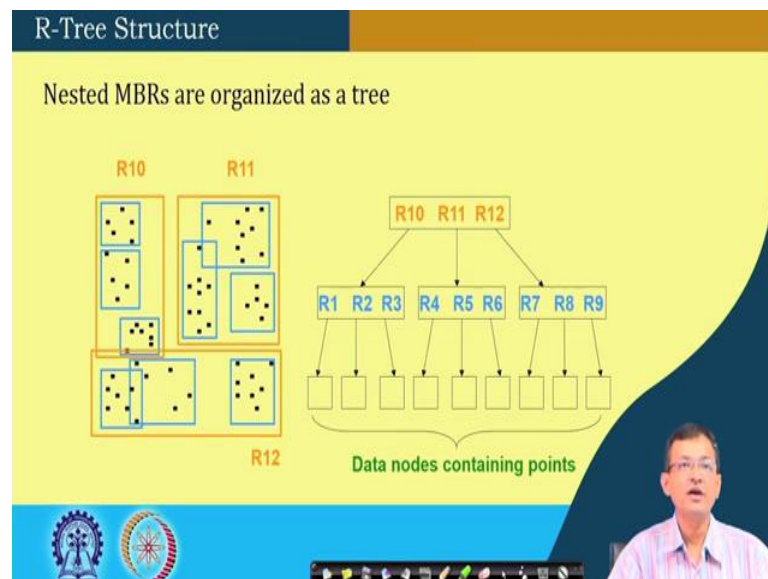 R-Tree Structure
Nested MBRs are organized as a tree
R10 R11
R10 R11 R12
R1 R2 R3 R4 R5 R6 R7 R8 R9
R12
Data nodes containing points